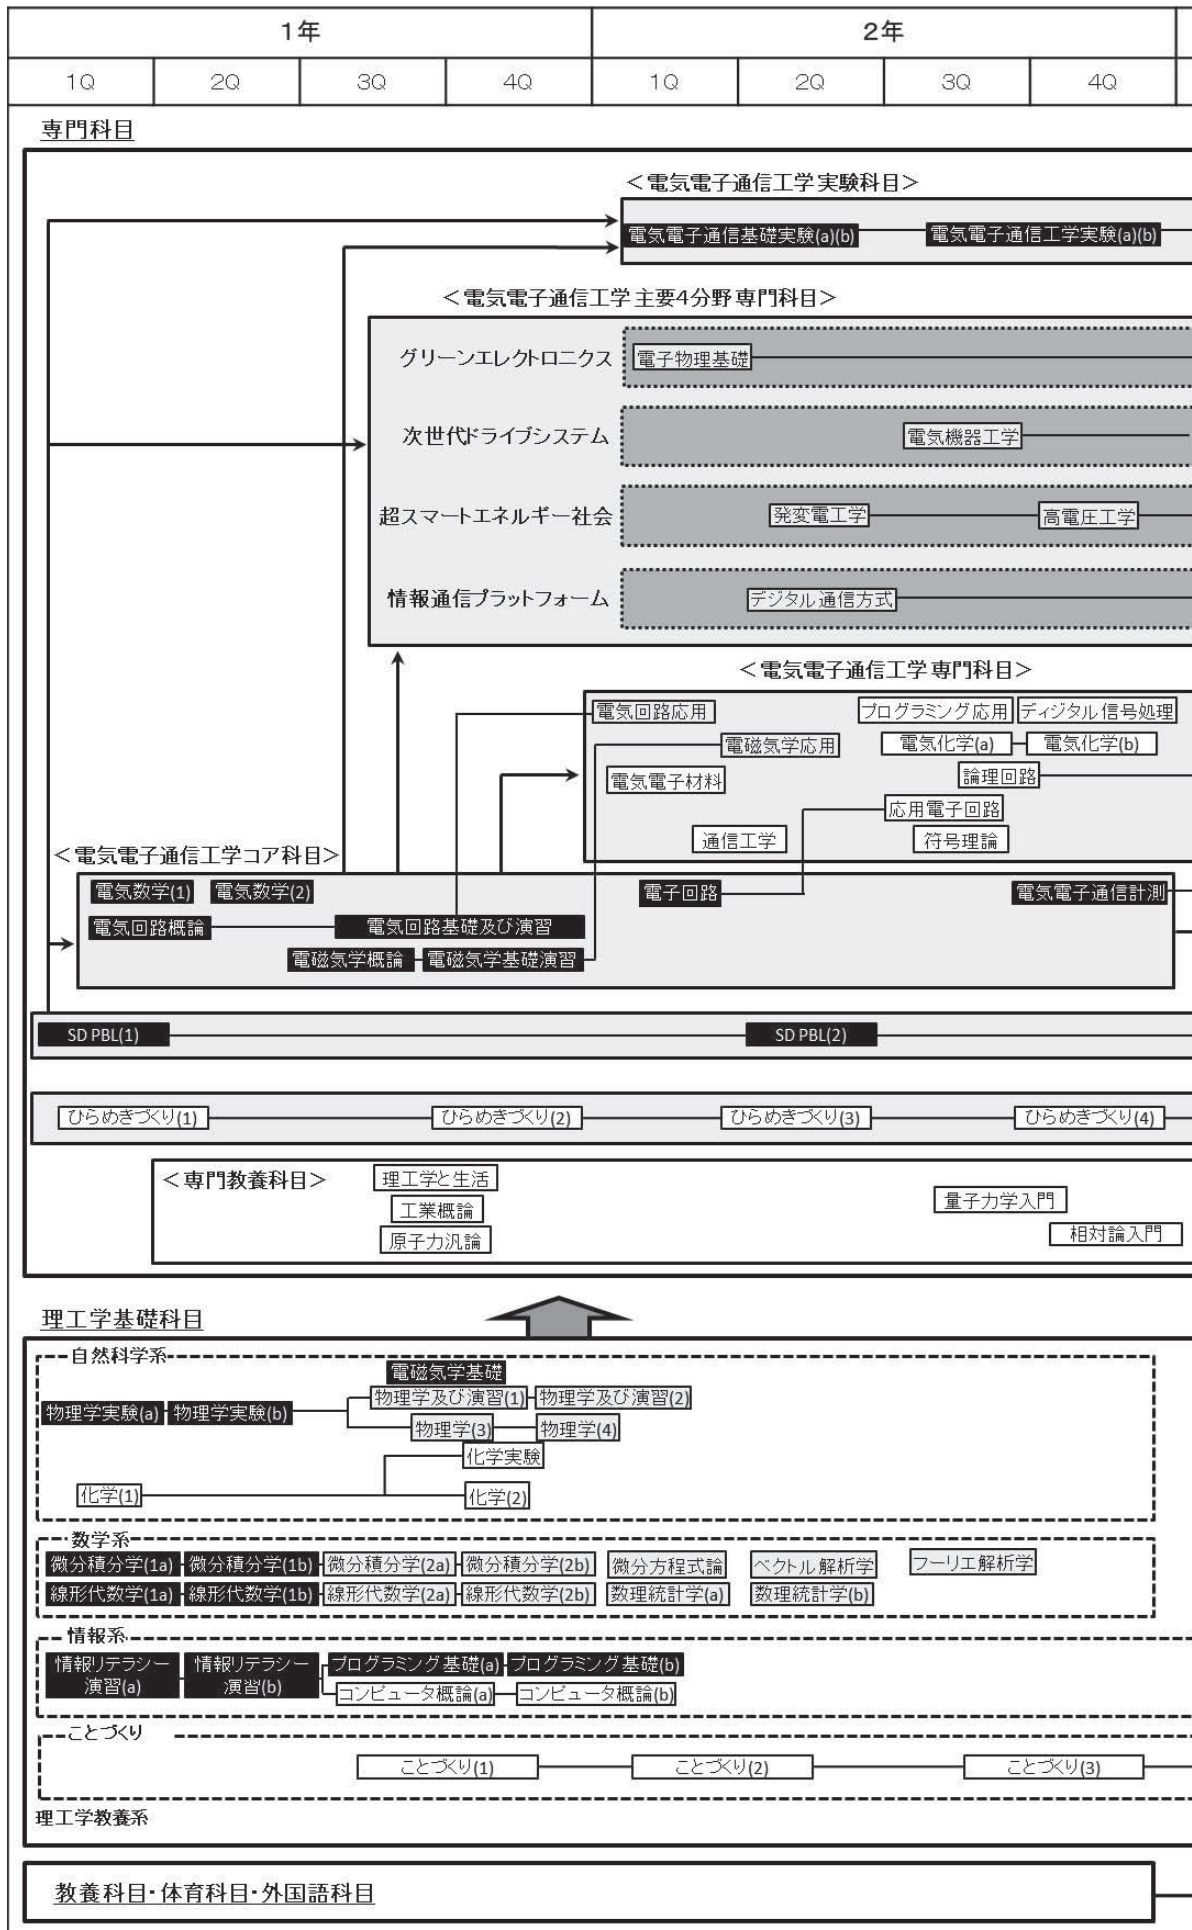 1年 2年
1Q 2Q 3Q 4Q 1Q 2Q 3Q 4Q
専門科目
＜電気電子通信工学 実験科目＞
電気電子通信基礎実験(a)(b) 電気電子通信工学実験(a)(b)
＜電気電子通信工学 主要4分野 専門科目＞
グリーンエレクトロニクス 電子物理基礎
次世代ドライブシステム 電気機器工学
超スマートエネルギー社会 発変電工学 高電圧工学
情報通信プラットフォーム デジタル通信方式
＜電気電子通信工学 専門科目＞
電気回路応用 プログラミング応用 ディジタル信号処理
電磁気学応用 電気化学(a) 電気化学(b)
電気電子材料 論理回路
応用電子回路
通信工学 符号理論
＜電気電子通信工学コア科目＞
電気数学(1) 電気数学(2) 電子回路 電気電子通信計測
電気回路概論 電気回路基礎及び演習
電磁気学概論 電磁気学基礎演習
SD PBL(1) SD PBL(2)
ひらめきづくり(1) ひらめきづくり(2) ひらめきづくり(3) ひらめきづくり(4)
＜専門教養科目＞ 理工学と生活
工業概論 量子力学入門
原子力汎論 相対論入門
理工学基礎科目
自然科学系
電磁気学基礎
物理学及び演習(1) 物理学及び演習(2)
物理学実験(a) 物理学実験(b)
物理学(3) 物理学(4)
化学実験
化学(1) 化学(2)
数学系
微分積分学(1a) 微分積分学(1b) 微分積分学(2a) 微分積分学(2b) 微分方程式論 ベクトル解析学 フーリエ解析学
線形代数学(1a) 線形代数学(1b) 線形代数学(2a) 線形代数学(2b) 数理統計学(a) 数理統計学(b)
情報系
情報リテラシー 情報リテラシー プログラミング基礎(a) プログラミング基礎(b)
演習(a) 演習(b) コンピュータ概論(a) コンピュータ概論(b)
ことづくり
ことづくり(1) ことづくり(2) ことづくり(3)
理工学教養系
教養科目・体育科目・外国語科目